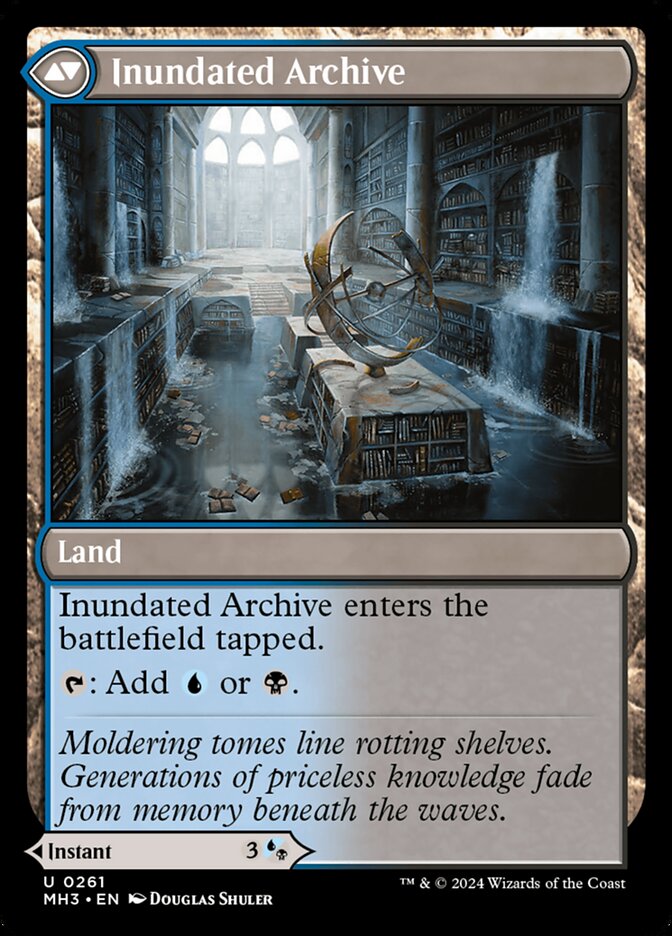 Inundated Archive
Land
Inundated Archive enters the
battlefield tapped.
: Add or .
Moldering tomes line rotting shelves.
Generations of priceless knowledge fade
from memory beneath the waves.
Instant 3
U 0261
MH3 • EN Douglas Shuler
™ & © 2024 Wizards of the Coast